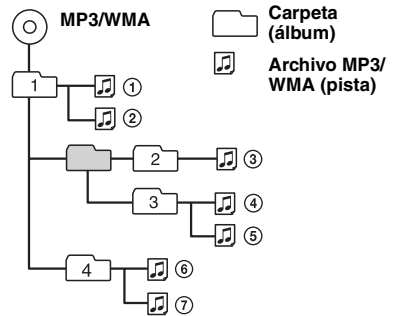 MP3/WMA
Carpeta
(álbum)
Archivo MP3/
WMA (pista)
1
①
②
2
③
3
④
⑤
4
⑥
⑦